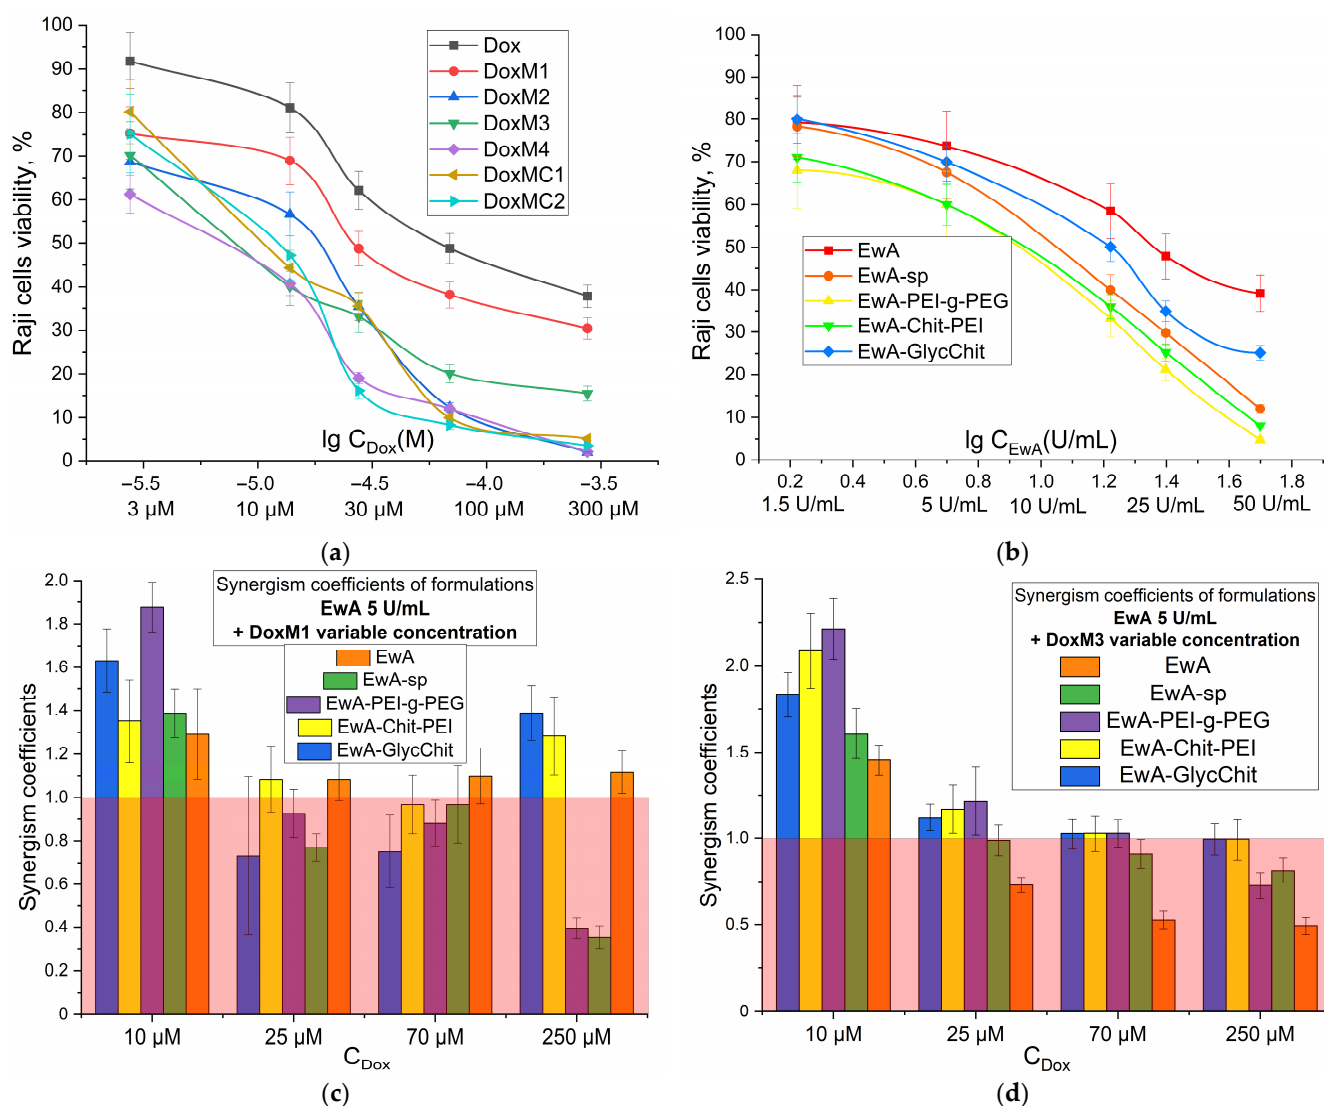 100
90
80
70
60
50
40
30
20
10
0
Raji cells viability, %
Dox
DoxM1
DoxM2
DoxM3
DoxM4
DoxMC1
DoxMC2
lg C_Dox(M)
−5.5 −5.0 −4.5 −4.0 −3.5
3 µM 10 µM 30 µM 100 µM 300 µM
(a)
100
90
80
70
60
50
40
30
20
10
0
Raji cells viability, %
EwA
EwA-sp
EwA-PEI-g-PEG
EwA-Chit-PEI
EwA-GlycChit
lg C_EwA(U/mL)
0.2 0.4 0.6 0.8 1.0 1.2 1.4 1.6 1.8
1.5 U/mL 5 U/mL 10 U/mL 25 U/mL 50 U/mL
(b)
2.0
1.8
1.6
1.4
1.2
1.0
0.8
0.6
0.4
0.2
0
Synergism coefficients
Synergism coefficients of formulations
EwA 5 U/mL
+ DoxM1 variable concentration
EwA
EwA-sp
EwA-PEI-g-PEG
EwA-Chit-PEI
EwA-GlycChit
10 µM 25 µM 70 µM 250 µM
C_Dox
(c)
2.5
2.0
1.5
1.0
0.5
0
Synergism coefficients
Synergism coefficients of formulations
EwA 5 U/mL
+ DoxM3 variable concentration
EwA
EwA-sp
EwA-PEI-g-PEG
EwA-Chit-PEI
EwA-GlycChit
10 µM 25 µM 70 µM 250 µM
C_Dox
(d)